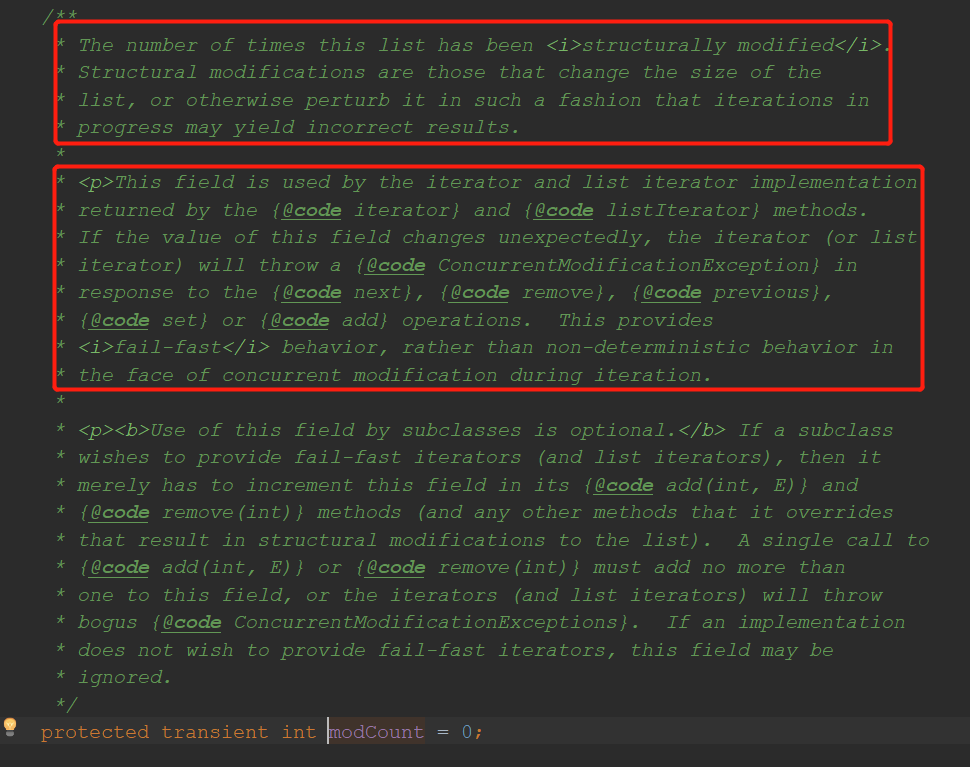 /**
* The number of times this list has been <i>structurally modified</i>.
* Structural modifications are those that change the size of the
* list, or otherwise perturb it in such a fashion that iterations in
* progress may yield incorrect results.
*
* <p>This field is used by the iterator and list iterator implementation
* returned by the {@code iterator} and {@code listIterator} methods.
* If the value of this field changes unexpectedly, the iterator (or list
* iterator) will throw a {@code ConcurrentModificationException} in
* response to the {@code next}, {@code remove}, {@code previous},
* {@code set} or {@code add} operations.  This provides
* <i>fail-fast</i> behavior, rather than non-deterministic behavior in
* the face of concurrent modification during iteration.
*
* <p><b>Use of this field by subclasses is optional.</b> If a subclass
* wishes to provide fail-fast iterators (and list iterators), then it
* merely has to increment this field in its {@code add(int, E)} and
* {@code remove(int)} methods (and any other methods that it overrides
* that result in structural modifications to the list).  A single call to
* {@code add(int, E)} or {@code remove(int)} must add no more than
* one to this field, or the iterators (and list iterators) will throw
* bogus {@code ConcurrentModificationExceptions}.  If an implementation
* does not wish to provide fail-fast iterators, this field may be
* ignored.
*/
protected transient int modCount = 0;